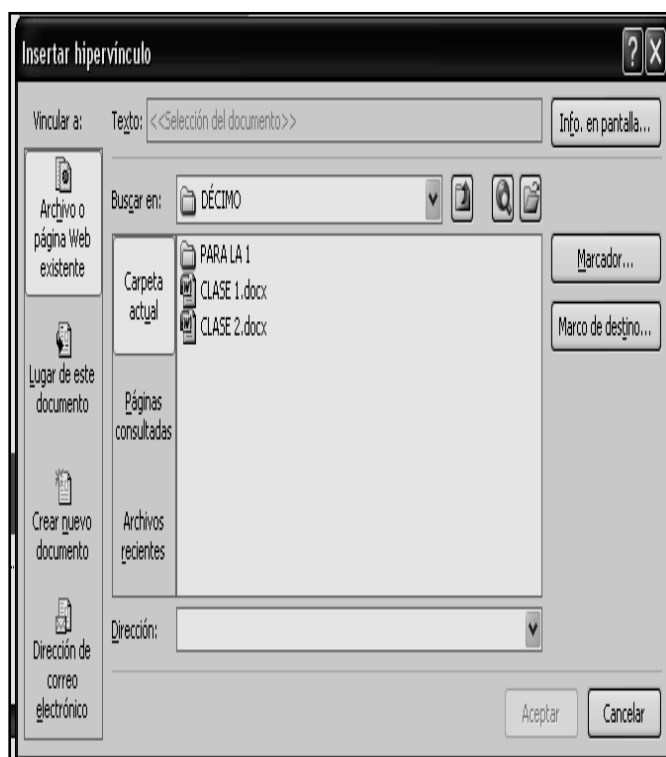 Insertar hipervínculo
Vincular a:
Texto: <<Selección del documento>>
Info. en pantalla...
Archivo o
página Web
existente
Buscar en:
DÉCIMO
Carpeta
actual
PARA LA 1
CLASE 1.docx
CLASE 2.docx
Marcador...
Marco de destino...
Lugar de este
documento
Páginas
consultadas
Crear nuevo
documento
Archivos
recientes
Dirección de
correo
electrónico
Dirección:
Aceptar
Cancelar